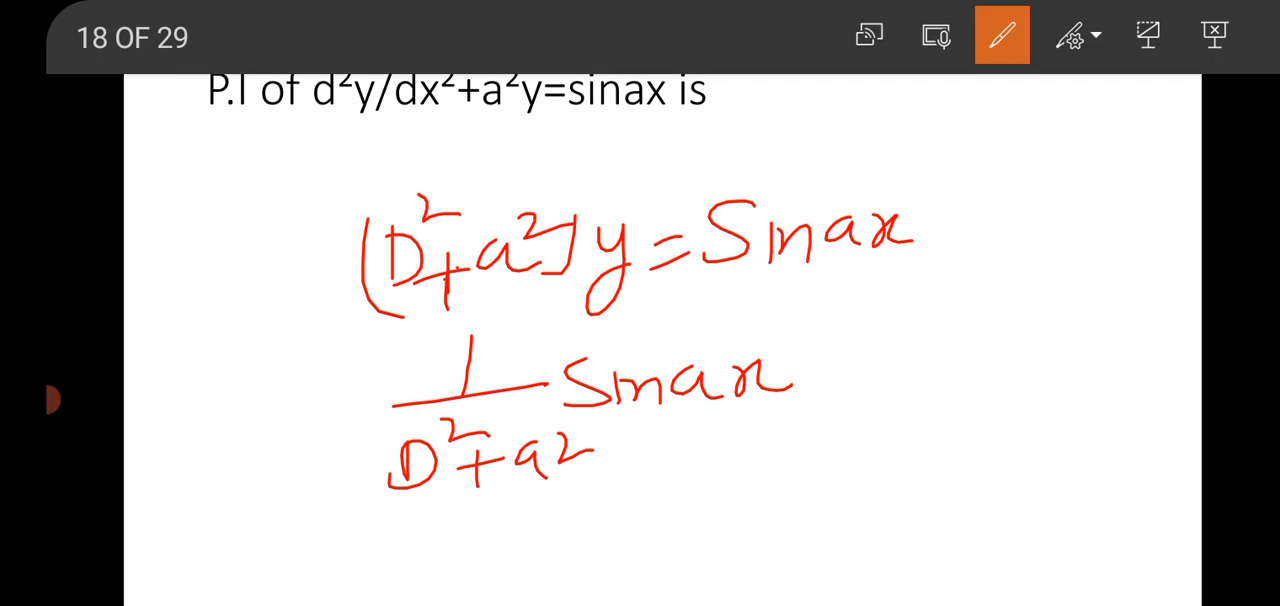 18 OF 29
P.I of d²y/dx²+a²y=sinax is
(D²+a²)y=Sinax
1
Sinax
D²+a²